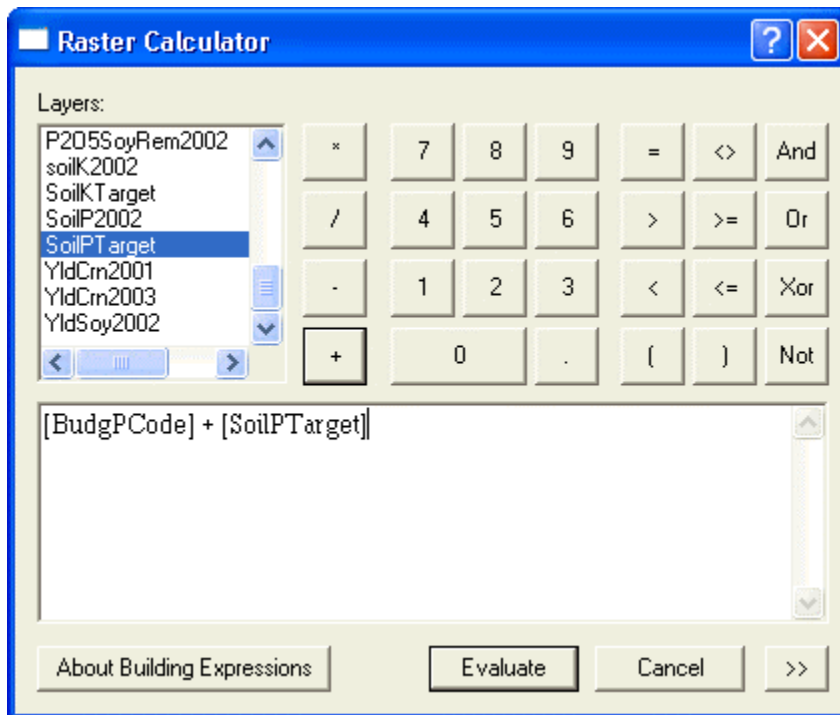 Raster Calculator
?
Layers:
P2O5SoyRem2002
soilK2002
SoilKTarget
SoilP2002
SoilPTarget
YldCrn2001
YldCrn2003
YldSoy2002
* 7 8 9 = <> And
/ 4 5 6 > >= Or
- 1 2 3 < <= Xor
+ 0 . ( ) Not
[BudgPCode] + [SoilPTarget]
About Building Expressions Evaluate Cancel >>